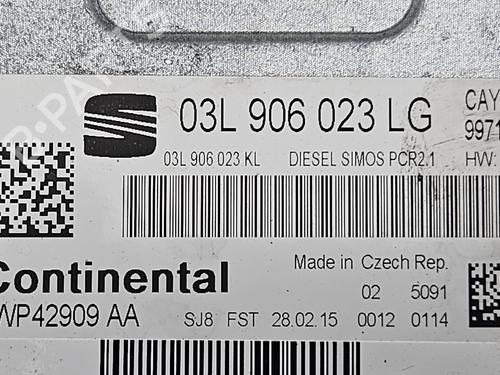 03L 906 023 LG CAY
03L 906 023 KL DIESEL SIMOS PCR2.1 9971
HW:
Continental Made in Czech Rep.
02 5091
WP42909 AA SJ8 FST 28.02.15 0012 0114